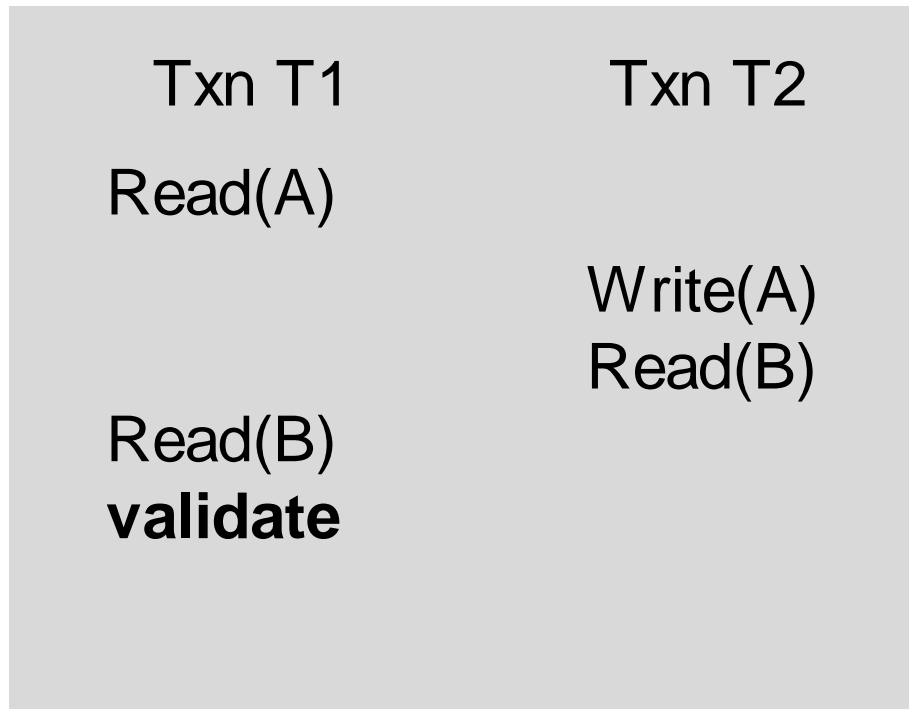 Txn T1 Txn T2
Read(A)
Write(A)
Read(B)
Read(B)
validate